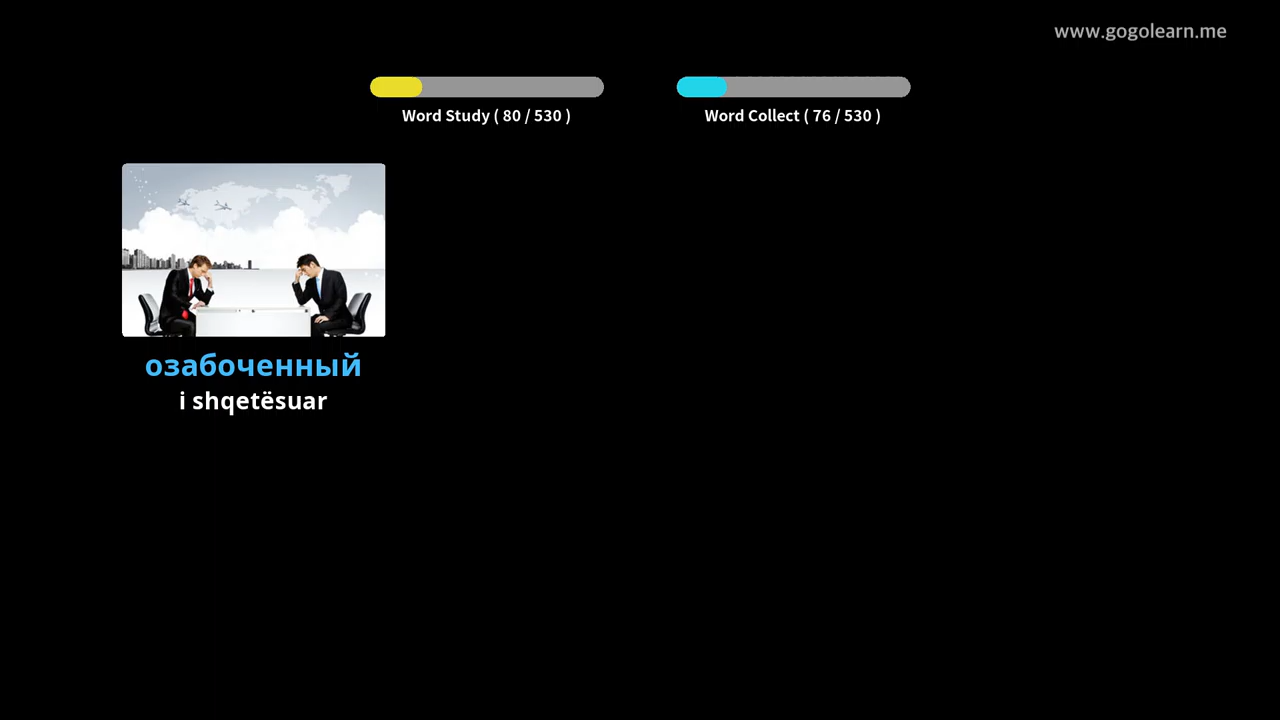 www.gogolearn.me
Word Study ( 80 / 530 )
Word Collect ( 76 / 530 )
озабоченный
i shqetësuar